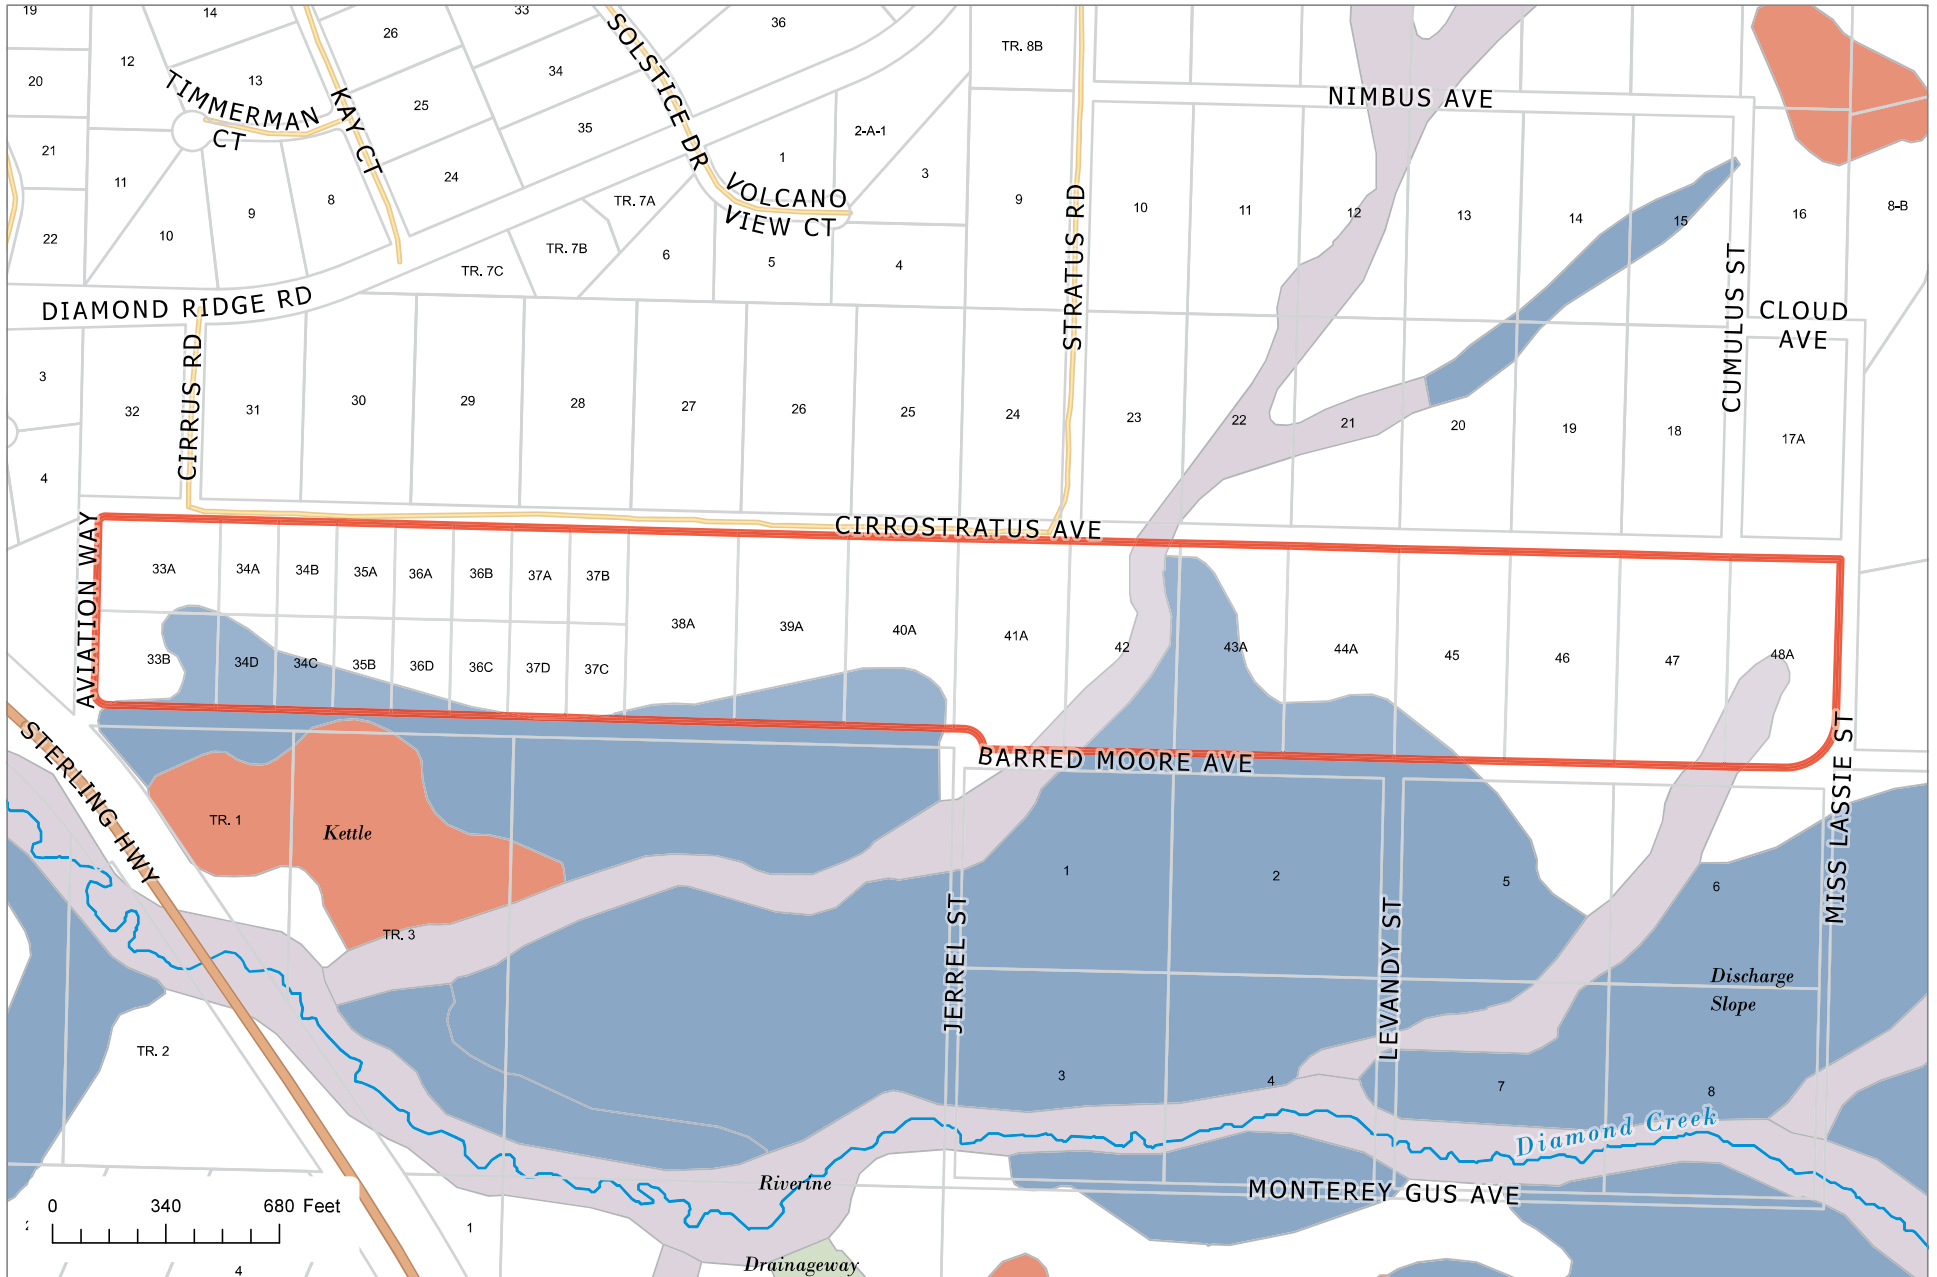 19
14
33
36
26
12
TR. 8B
20
13
34
25
NIMBUS AVE
SOLSTICE DR
TIMMERMAN
CT
KAY CT
35
2-A-1
21
1
11
24
3
9
8
VOLCANO
VIEW CT
TR. 7A
9
STRATUS RD
10
11
12
13
14
15
16
8-B
22
10
TR. 7B
6
5
4
TR. 7C
DIAMOND RIDGE RD
CUMULUS ST
CLOUD
AVE
3
CIRRUS RD
32
31
30
29
28
27
26
25
24
23
22
21
20
19
18
17A
4
AVIATION WAY
CIRROSTRATUS AVE
33A
34A
34B
35A
36A
36B
37A
37B
38A
39A
40A
41A
42
43A
44A
45
46
47
48A
33B
34D
34C
35B
36D
36C
37D
37C
STERLING HWY
BARRED MOORE AVE
MISS LASSIE ST
TR. 1
Kettle
1
2
5
6
TR. 3
JERREL ST
LEVANDY ST
Discharge
Slope
TR. 2
3
4
7
8
Diamond Creek
Riverine
MONTEREY GUS AVE
0 340 680 Feet
1
Drainageway
4